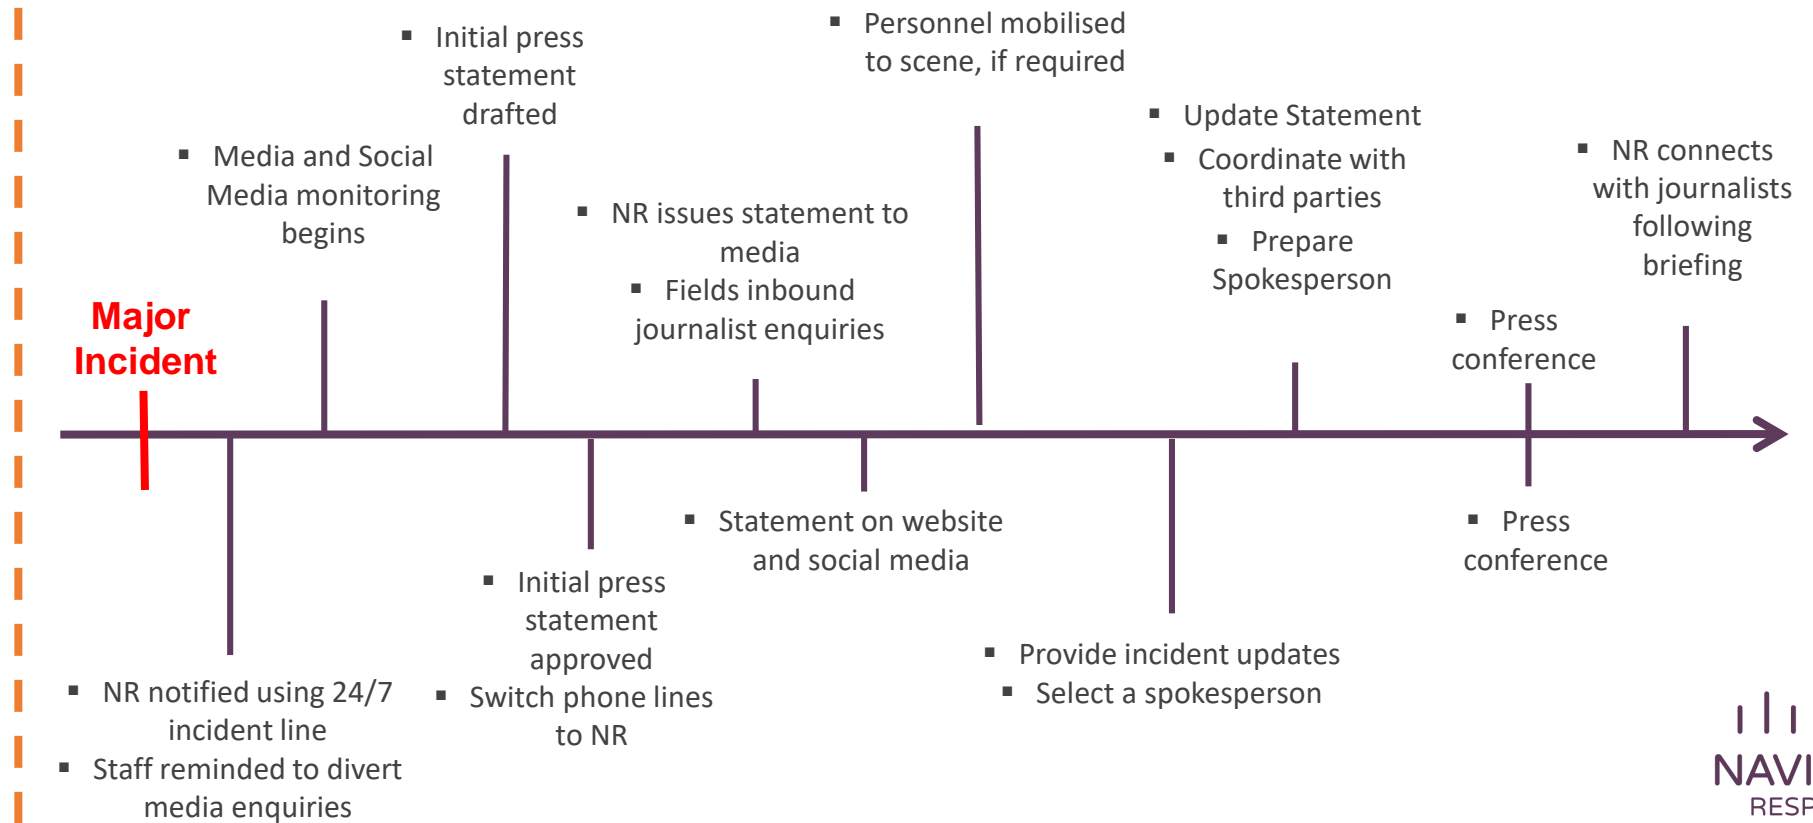 ▪ Initial press
statement
drafted
▪ Personnel mobilised
to scene, if required
▪ Media and Social
Media monitoring
begins
▪ NR issues statement to
media
▪ Fields inbound
journalist enquiries
▪ Update Statement
▪ Coordinate with
third parties
▪ Prepare
Spokesperson
▪ NR connects
with journalists
following
briefing
Major
Incident
▪ Press
conference
▪ NR notified using 24/7
incident line
▪ Staff reminded to divert
media enquiries
▪ Initial press
statement
approved
▪ Switch phone lines
to NR
▪ Statement on website
and social media
▪ Provide incident updates
▪ Select a spokesperson
▪ Press
conference
NAVI
RESP